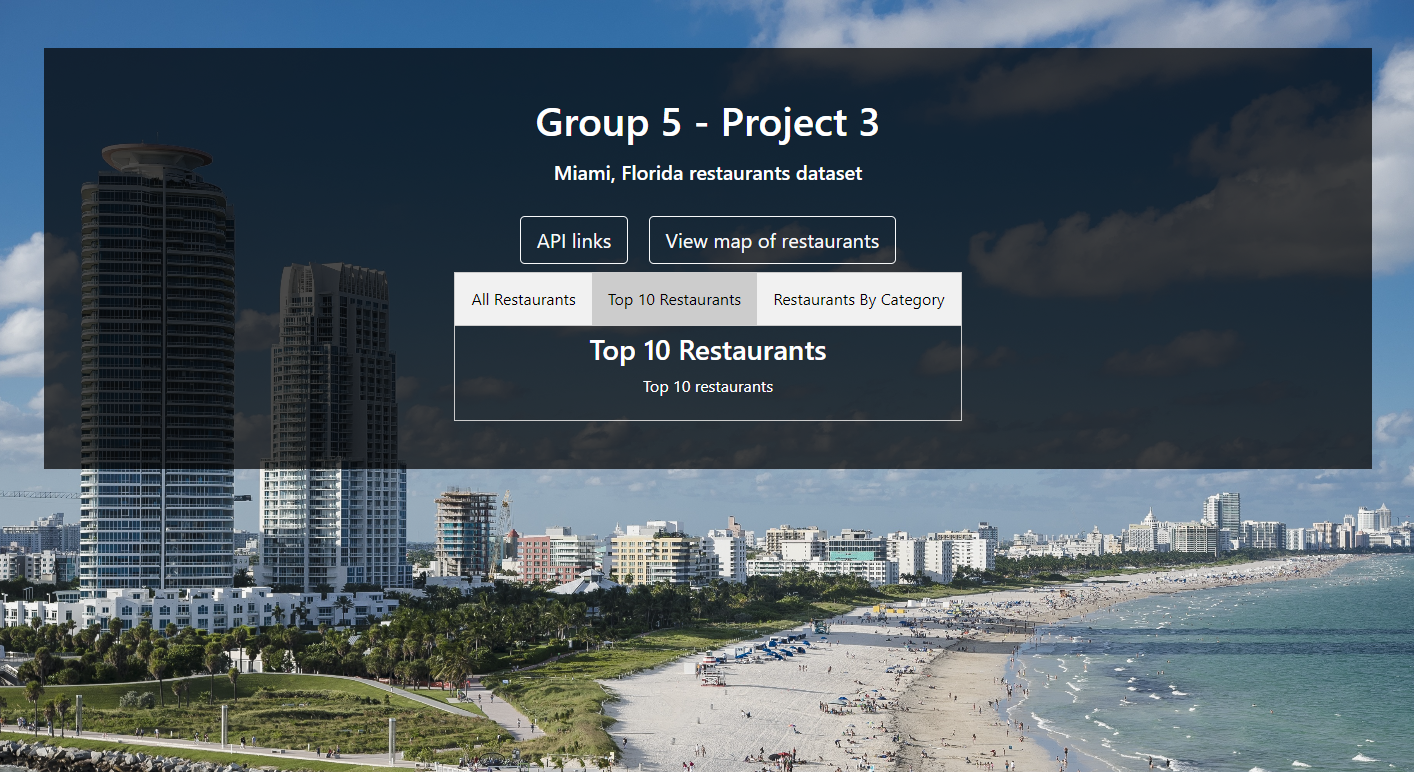 Group 5 - Project 3
Miami, Florida restaurants dataset
API links
View map of restaurants
All Restaurants
Top 10 Restaurants
Restaurants By Category
Top 10 Restaurants
Top 10 restaurants